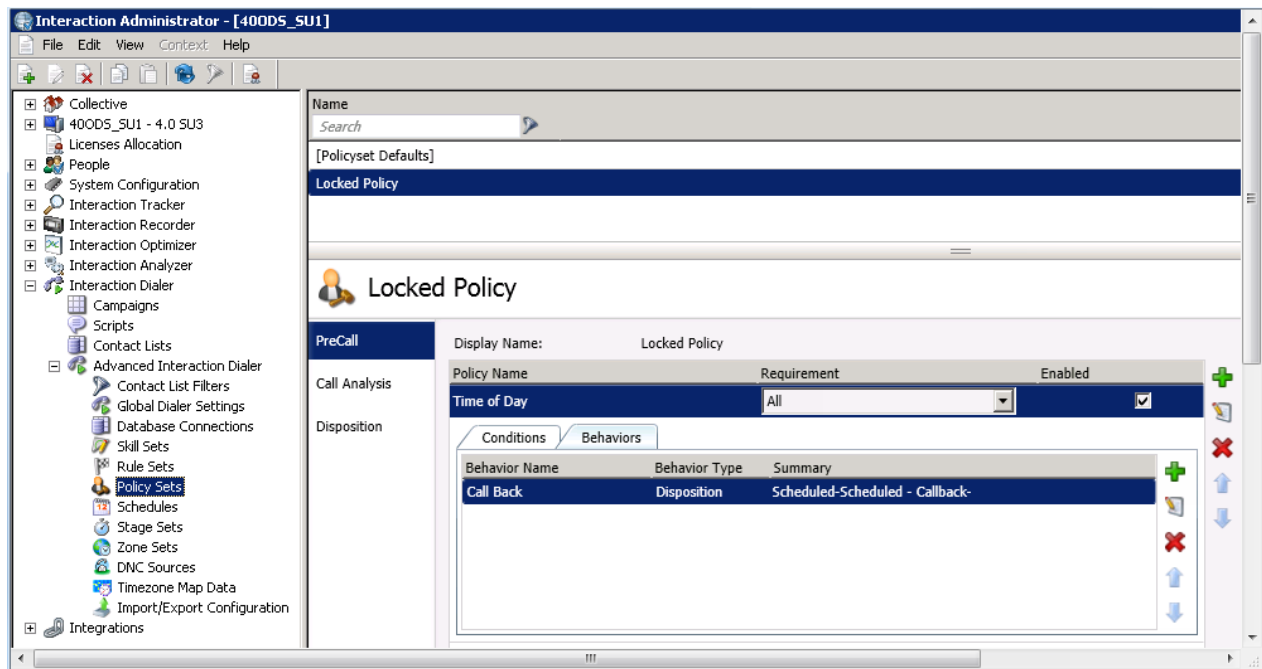 Interaction Administrator - [40ODS_SU1]
File Edit View Context Help
Collective
40ODS_SU1 - 4.0 SU3
Licenses Allocation
People
System Configuration
Interaction Tracker
Interaction Recorder
Interaction Optimizer
Interaction Analyzer
Interaction Dialer
Campaigns
Scripts
Contact Lists
Advanced Interaction Dialer
Contact List Filters
Global Dialer Settings
Database Connections
Skill Sets
Rule Sets
Policy Sets
Schedules
Stage Sets
Zone Sets
DNC Sources
Timezone Map Data
Import/Export Configuration
Integrations
Name
Search
[Policyset Defaults]
Locked Policy
Locked Policy
PreCall
Call Analysis
Disposition
Display Name: Locked Policy
Policy Name Requirement Enabled
Time of Day All
Conditions Behaviors
Behavior Name Behavior Type Summary
Call Back Disposition Scheduled-Scheduled - Callback-